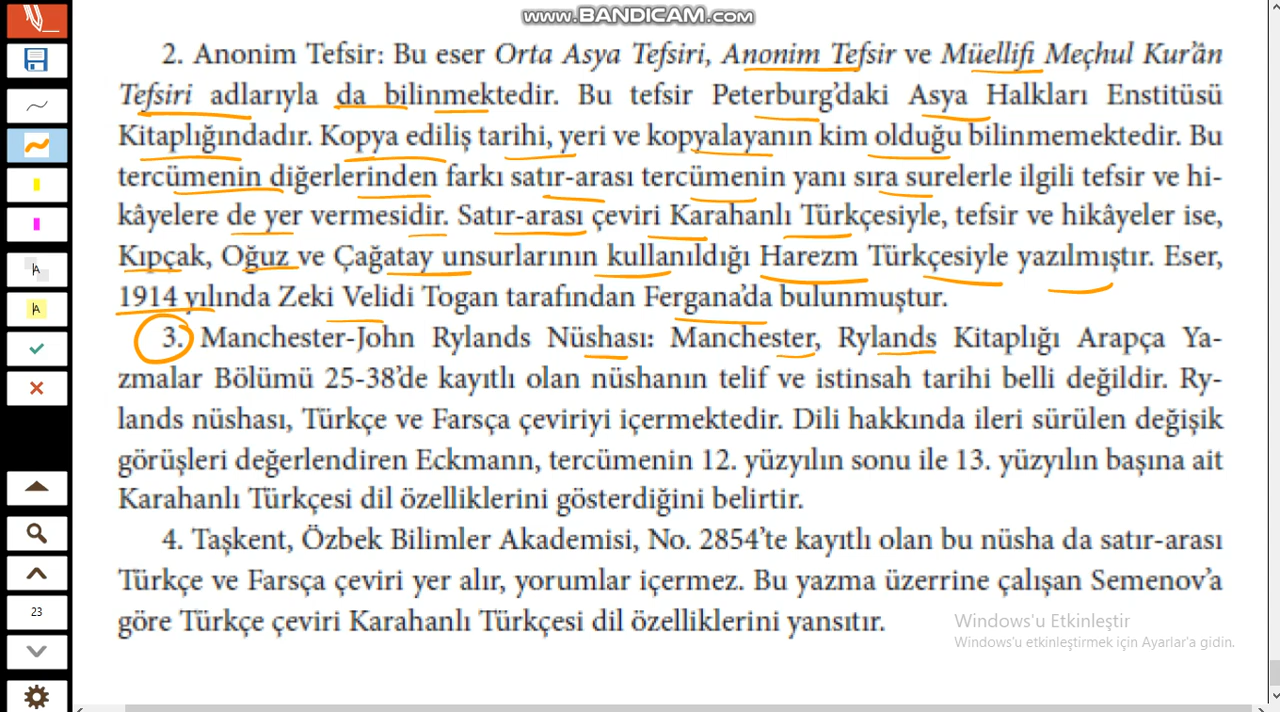 www.BANDICAM.com
2. Anonim Tefsir: Bu eser Orta Asya Tefsiri, Anonim Tefsir ve Müellifi Meçhul Kur'ân
Tefsiri adlarıyla da bilinmektedir. Bu tefsir Peterburg'daki Asya Halkları Enstitüsü
Kitaplığındadır. Kopya ediliş tarihi, yeri ve kopyalayanın kim olduğu bilinmemektedir. Bu
tercümenin diğerlerinden farkı satır-arası tercümenin yanı sıra surelerle ilgili tefsir ve hi-
kâyelere de yer vermesidir. Satır-arası çeviri Karahanlı Türkçesiyle, tefsir ve hikâyeler ise,
Kıpçak, Oğuz ve Çağatay unsurlarının kullanıldığı Harezm Türkçesiyle yazılmıştır. Eser,
1914 yılında Zeki Velidi Togan tarafından Fergana'da bulunmuştur.
3. Manchester-John Rylands Nüshası: Manchester, Rylands Kitaplığı Arapça Ya-
zmalar Bölümü 25-38'de kayıtlı olan nüshanın telif ve istinsah tarihi belli değildir. Ry-
lands nüshası, Türkçe ve Farsça çeviriyi içermektedir. Dili hakkında ileri sürülen değişik
görüşleri değerlendiren Eckmann, tercümenin 12. yüzyılın sonu ile 13. yüzyılın başına ait
Karahanlı Türkçesi dil özelliklerini gösterdiğini belirtir.
4. Taşkent, Özbek Bilimler Akademisi, No. 2854'te kayıtlı olan bu nüsha da satır-arası
Türkçe ve Farsça çeviri yer alır, yorumlar içermez. Bu yazma üzerrine çalışan Semenov'a
göre Türkçe çeviri Karahanlı Türkçesi dil özelliklerini yansıtır.
Windows'u Etkinleştir
Windows'u etkinleştirmek için Ayarlar'a gidin.
A
A
23